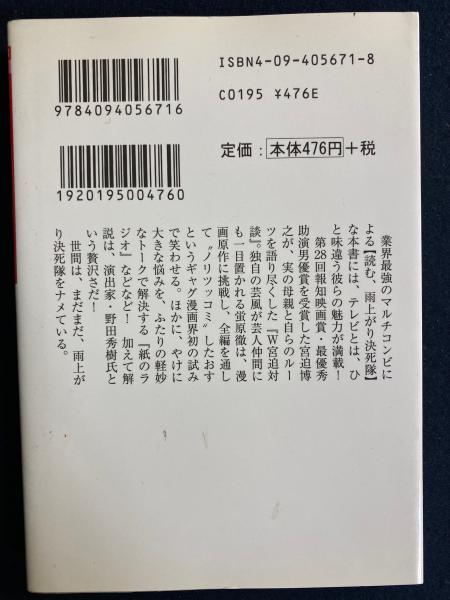 ISBN4-09-405671-8
C0195 ¥476E
9784094056716
定価：本体476円＋税
1920195004760
業界最強のマルチコンビに
よる【読む、雨上がり決死隊】
な本書には、テレビとは、ひ
と味違う彼らの魅力が満載！
第28回報知映画賞・最優秀
助演男優賞を受賞した宮迫博
之が、実の母親と自らのルー
ツを語り尽くした『W宮迫対
談』。独自の芸風が芸人仲間に
も一目置かれる蛍原徹は、漫
画原作に挑戦し、全編を通し
て〝ノリツッコミ〟したおす
というギャグ漫画界初の試み
で笑わせる。ほかに、やけに
大きな悩みを、ふたりの軽妙
なトークで解決する『紙のラ
ジオ』などなど！ 加えて解
説は、演出家・野田秀樹氏と
いう贅沢さだ！
世間は、まだまだ、雨上が
り決死隊をナメている。